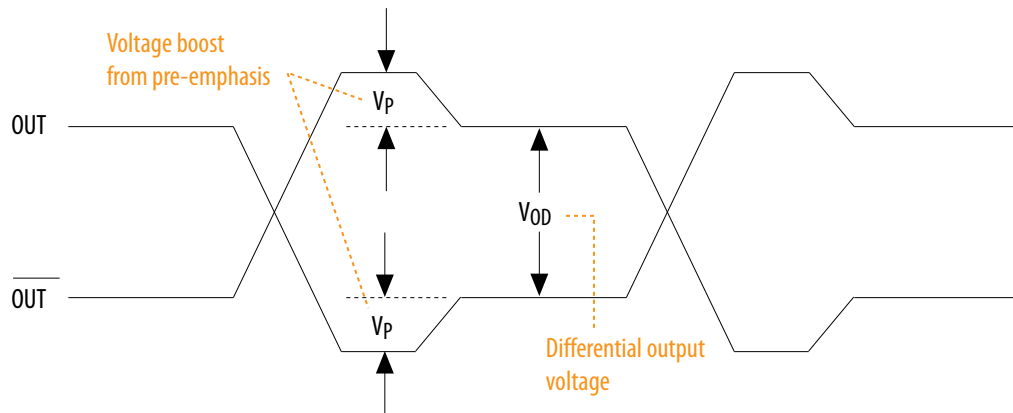 Voltage boost
from pre-emphasis
VP
OUT
VOD
OUT
VP
Differential output
voltage